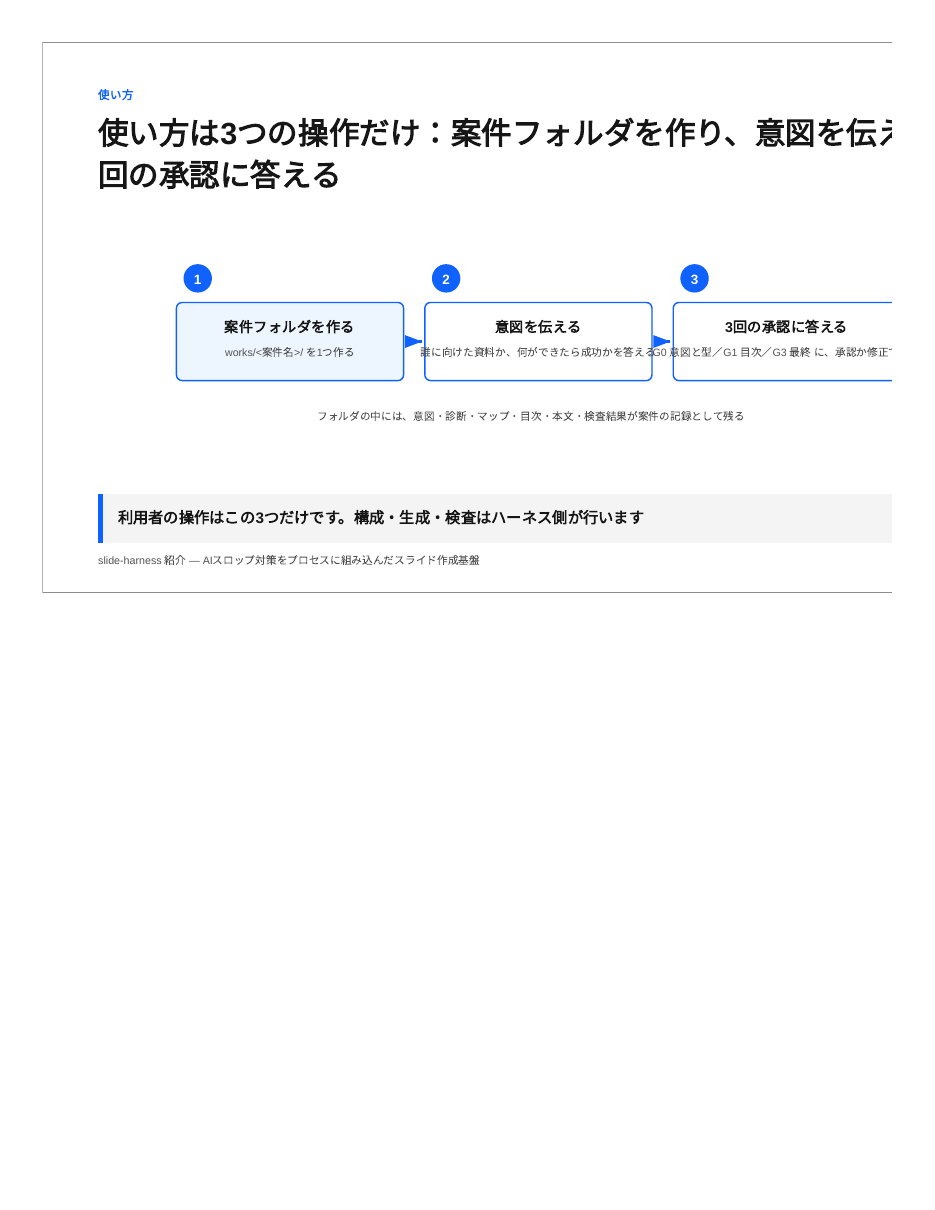 使い方
使い方は3つの操作だけ：案件フォルダを作り、意図を伝え
回の承認に答える
1
2
3
案件フォルダを作る
意図を伝える
3回の承認に答える
works/<案件名>/ を1つ作る
誰に向けた資料か、何ができたら成功かを答える
G0 意図と型／G1 目次／G3 最終 に、承認か修正で
フォルダの中には、意図・診断・マップ・目次・本文・検査結果が案件の記録として残る
利用者の操作はこの3つだけです。構成・生成・検査はハーネス側が行います
slide-harness 紹介 — AIスロップ対策をプロセスに組み込んだスライド作成基盤